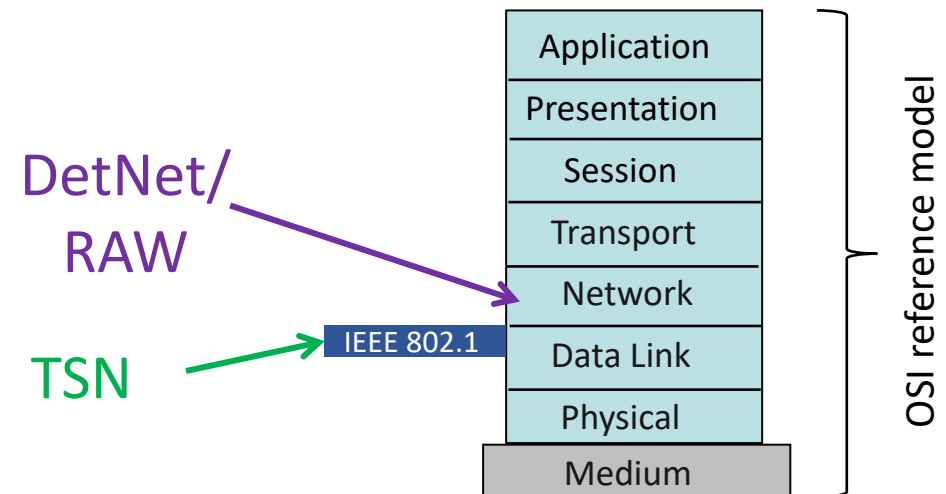 Application
Presentation
Session
Transport
Network
Data Link
Physical
Medium
DetNet/
RAW
IEEE 802.1
TSN
OSI reference model